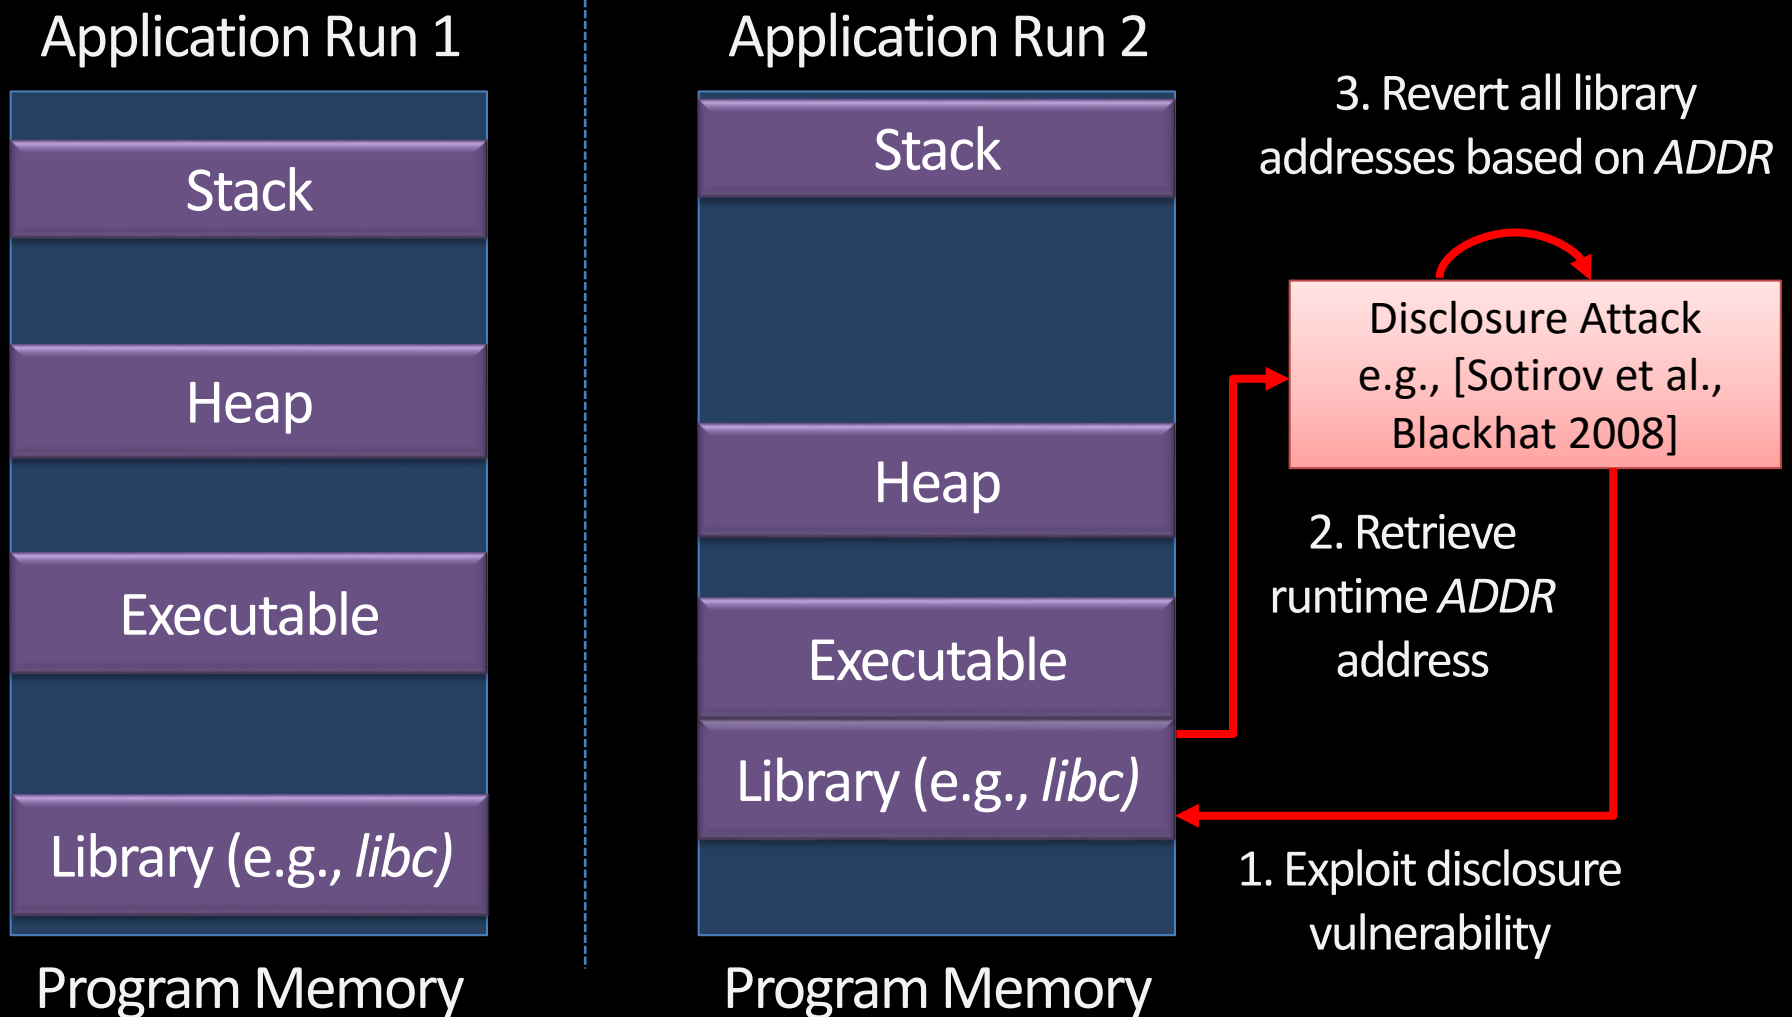 Application Run 1
Stack
Heap
Executable
Library (e.g., libc)
Program Memory
Application Run 2
Stack
Heap
Executable
Library (e.g., libc)
Program Memory
3. Revert all library
addresses based on ADDR
Disclosure Attack
e.g., [Sotirov et al.,
Blackhat 2008]
2. Retrieve
runtime ADDR
address
1. Exploit disclosure
vulnerability